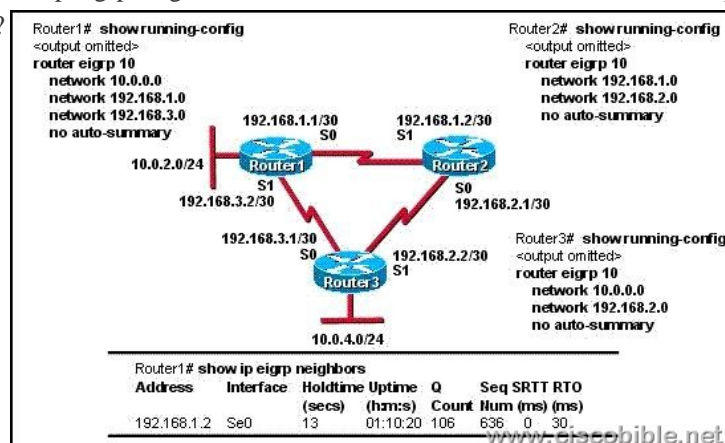 ?
Router1# show running-config
<output omitted>
router eigrp 10
network 10.0.0.0
network 192.168.1.0
network 192.168.3.0
no auto-summary
Router2# show running-config
<output omitted>
router eigrp 10
network 192.168.1.0
network 192.168.2.0
no auto-summary
192.168.1.1/30
S0
192.168.1.2/30
S1
10.0.2.0/24
Router1
Router2
S1
192.168.3.2/30
S0
192.168.2.1/30
192.168.3.1/30
S0
192.168.2.2/30
S1
Router3
10.0.4.0/24
Router3# show running-config
<output omitted>
router eigrp 10
network 10.0.0.0
network 192.168.2.0
no auto-summary
Router1# show ip eigrp neighbors
Address Interface Holdtime Uptime Q Seq SRTT RTO
(secs) (h:m:s) Count Num (ms) (ms)
192.168.1.2 Se0 13 01:10:20 106 636 0 30
www.ciscobible.net